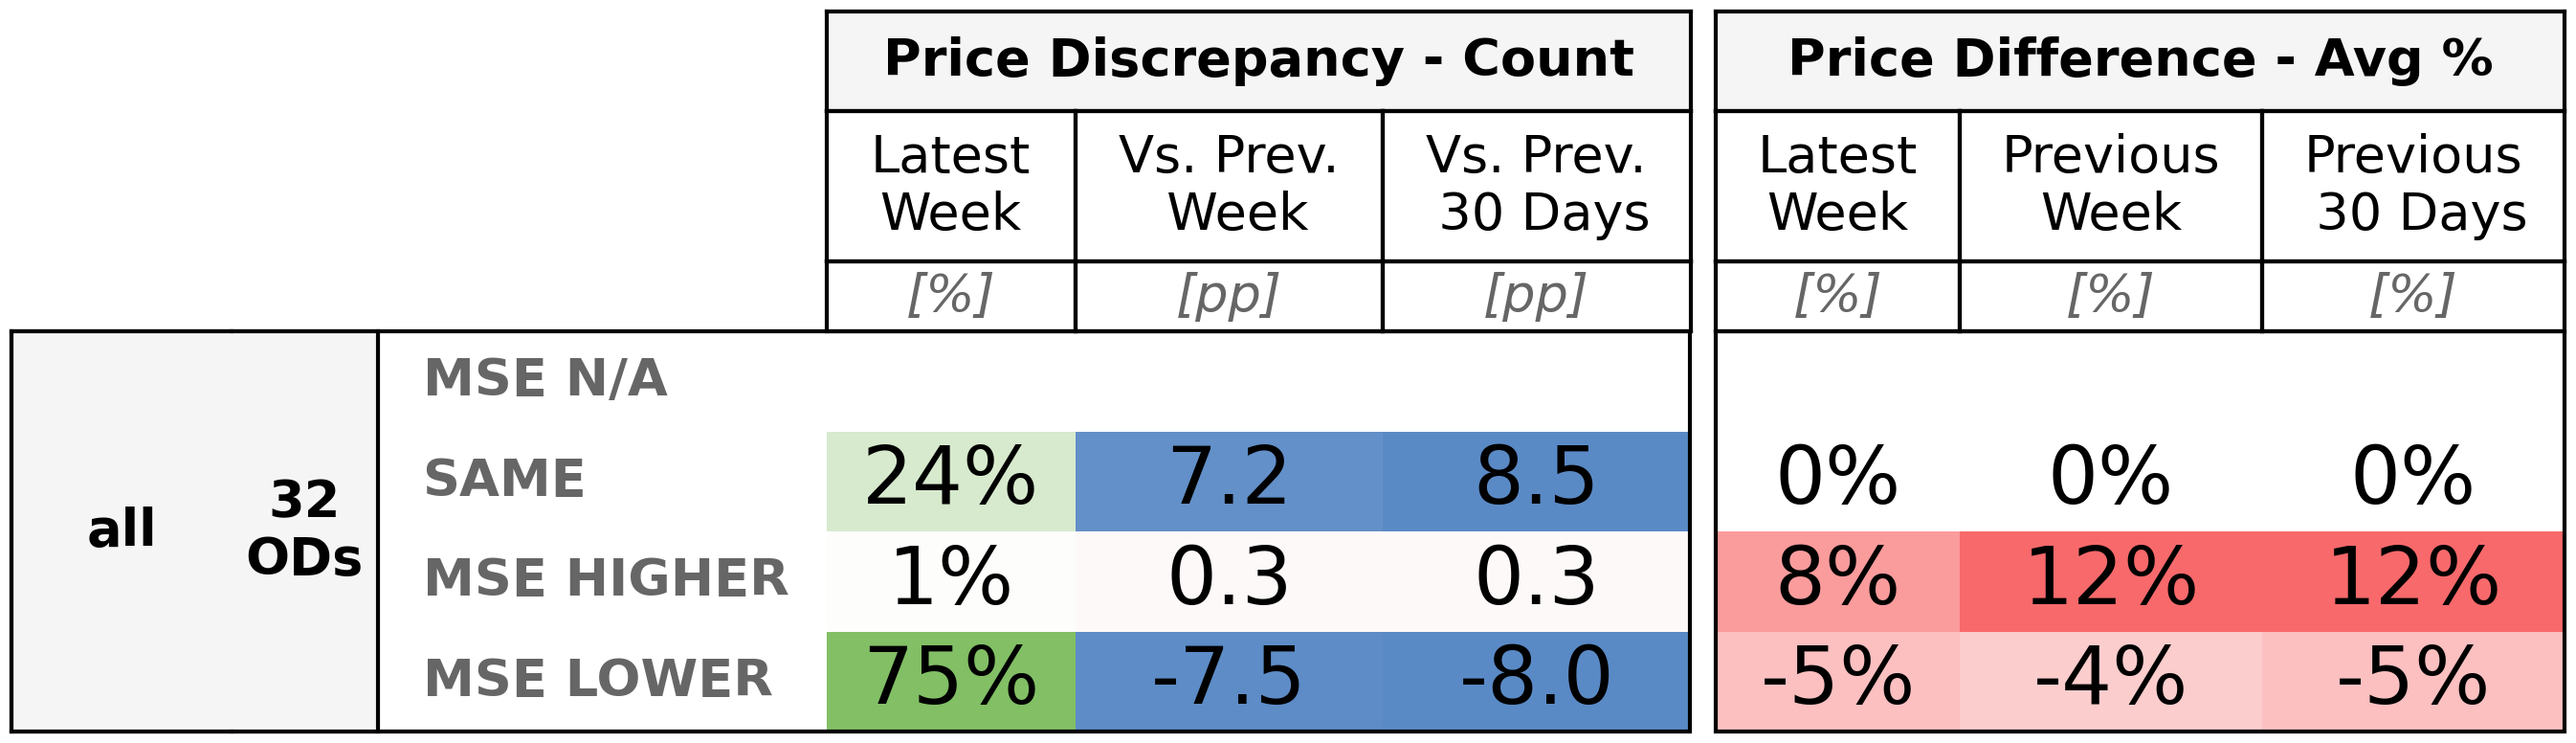 Price Discrepancy - Count Price Difference - Avg %
Latest Week Vs. Prev. Week Vs. Prev. 30 Days Latest Week Previous Week Previous 30 Days
[%] [pp] [pp] [%] [%] [%]
all 32 ODs
MSE N/A
SAME 24% 7.2 8.5 0% 0% 0%
MSE HIGHER 1% 0.3 0.3 8% 12% 12%
MSE LOWER 75% -7.5 -8.0 -5% -4% -5%